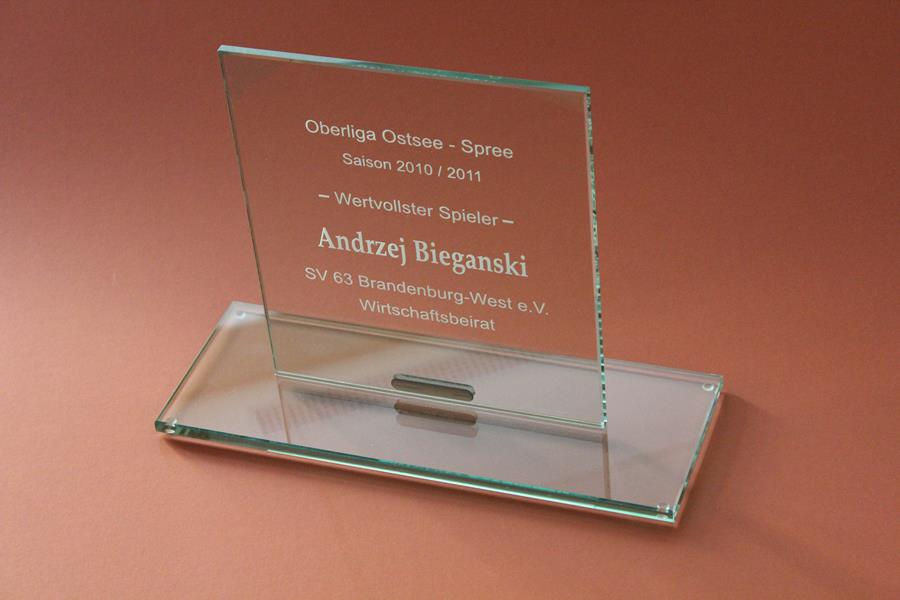 Oberliga Ostsee - Spree
Saison 2010 / 2011
– Wertvollster Spieler –
Andrzej Bieganski
SV 63 Brandenburg-West e.V.
Wirtschaftsbeirat